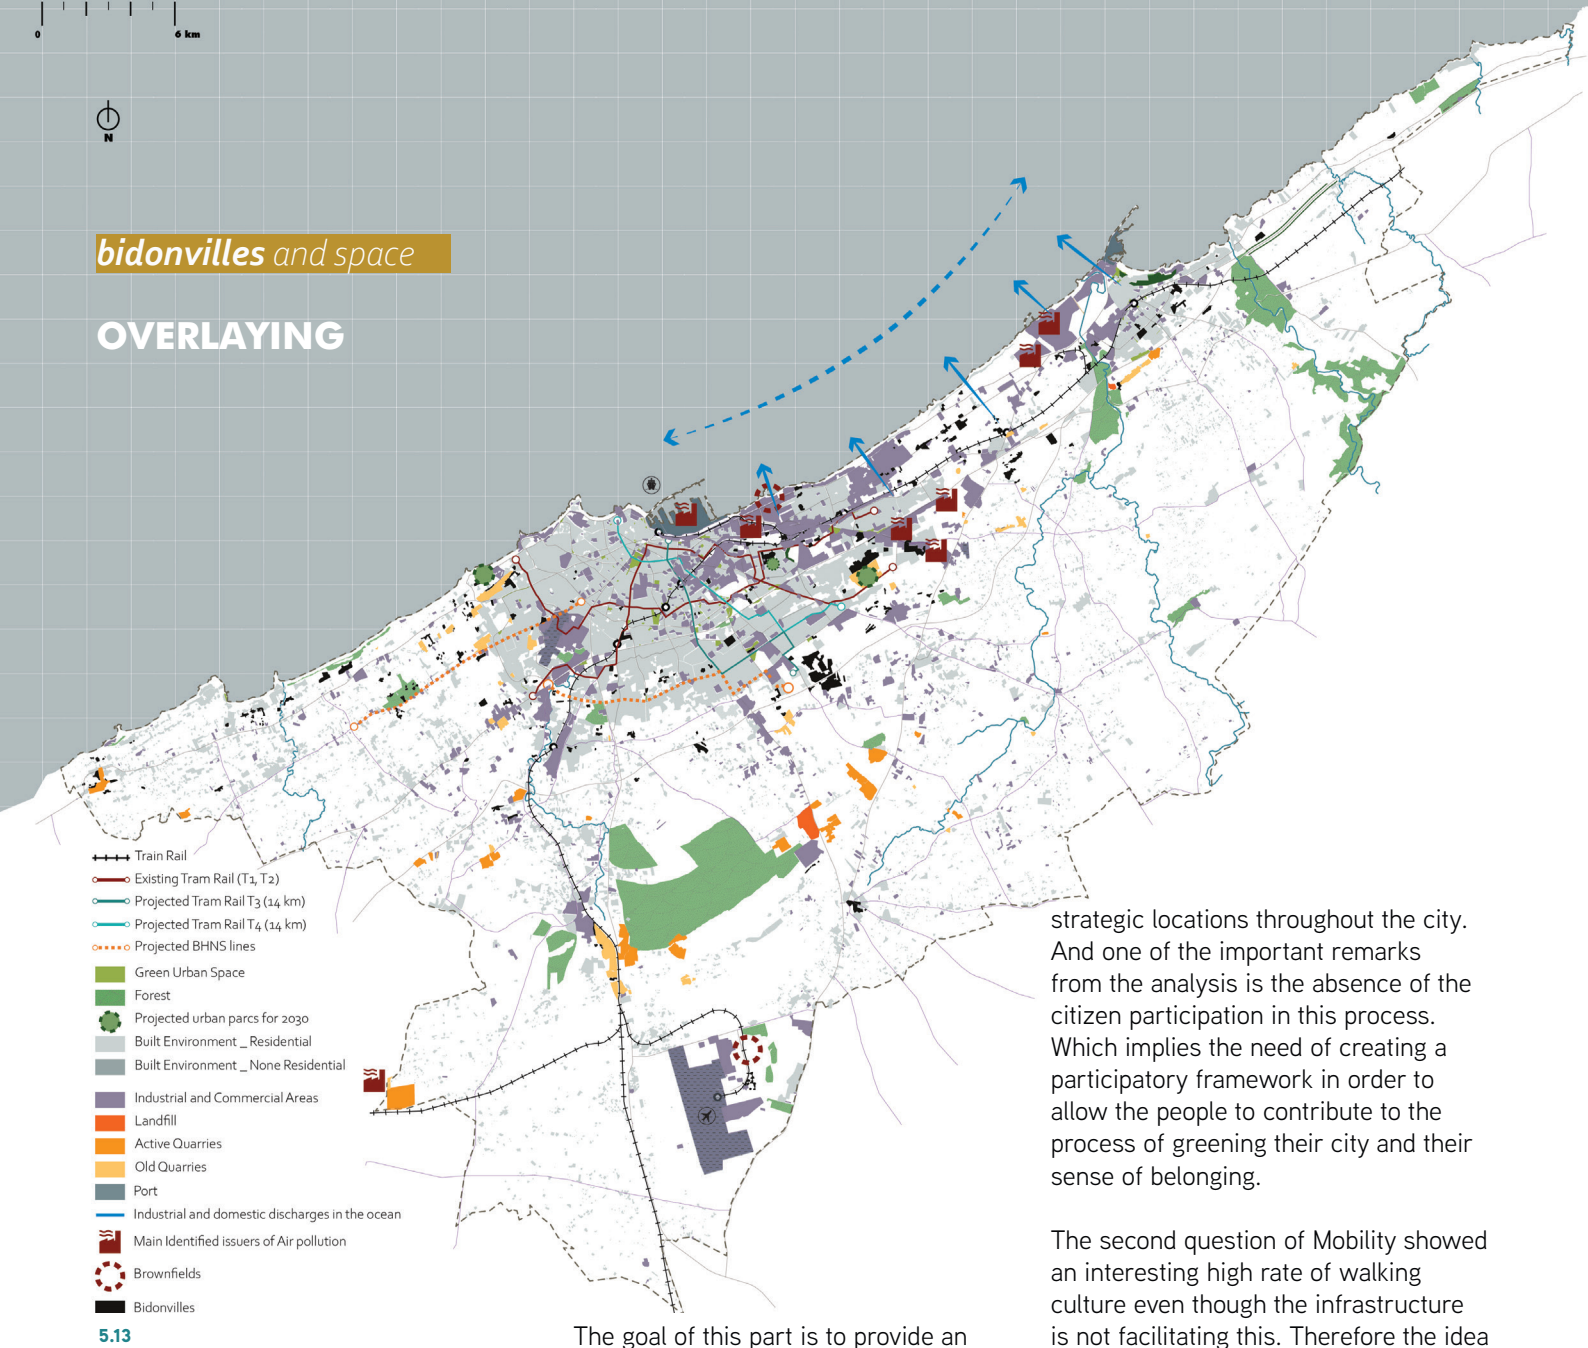 0 6 km
N
bidonvilles and space
OVERLAYING
Train Rail
Existing Tram Rail (T1, T2)
Projected Tram Rail T3 (14 km)
Projected Tram Rail T4 (14 km)
Projected BHNS lines
Green Urban Space
Forest
Projected urban parcs for 2030
Built Environment _ Residential
Built Environment _ None Residential
Industrial and Commercial Areas
Landfill
Active Quarries
Old Quarries
Port
Industrial and domestic discharges in the ocean
Main Identified issuers of Air pollution
Brownfields
Bidonvilles
5.13
The goal of this part is to provide an
strategic locations throughout the city.
And one of the important remarks
from the analysis is the absence of the
citizen participation in this process.
Which implies the need of creating a
participatory framework in order to
allow the people to contribute to the
process of greening their city and their
sense of belonging.
The second question of Mobility showed
an interesting high rate of walking
culture even though the infrastructure
is not facilitating this. Therefore the idea